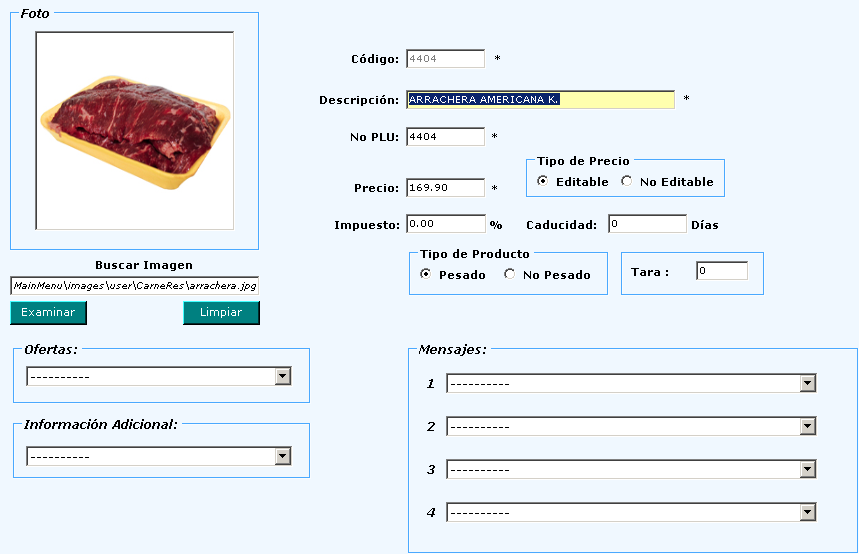 Foto
Código: 4404 *
Descripción: ARRACHERA AMERICANA K. *
No PLU: 4404 *
Tipo de Precio
Precio: 169.90 * Editable No Editable
Impuesto: 0.00 % Caducidad: 0 Días
Tipo de Producto
Pesado No Pesado Tara : 0
Buscar Imagen
MainMenu\images\user\CarneRes\arrachera.jpg
Examinar Limpiar
Ofertas:
----------
Información Adicional:
----------
Mensajes:
1 ----------
2 ----------
3 ----------
4 ----------